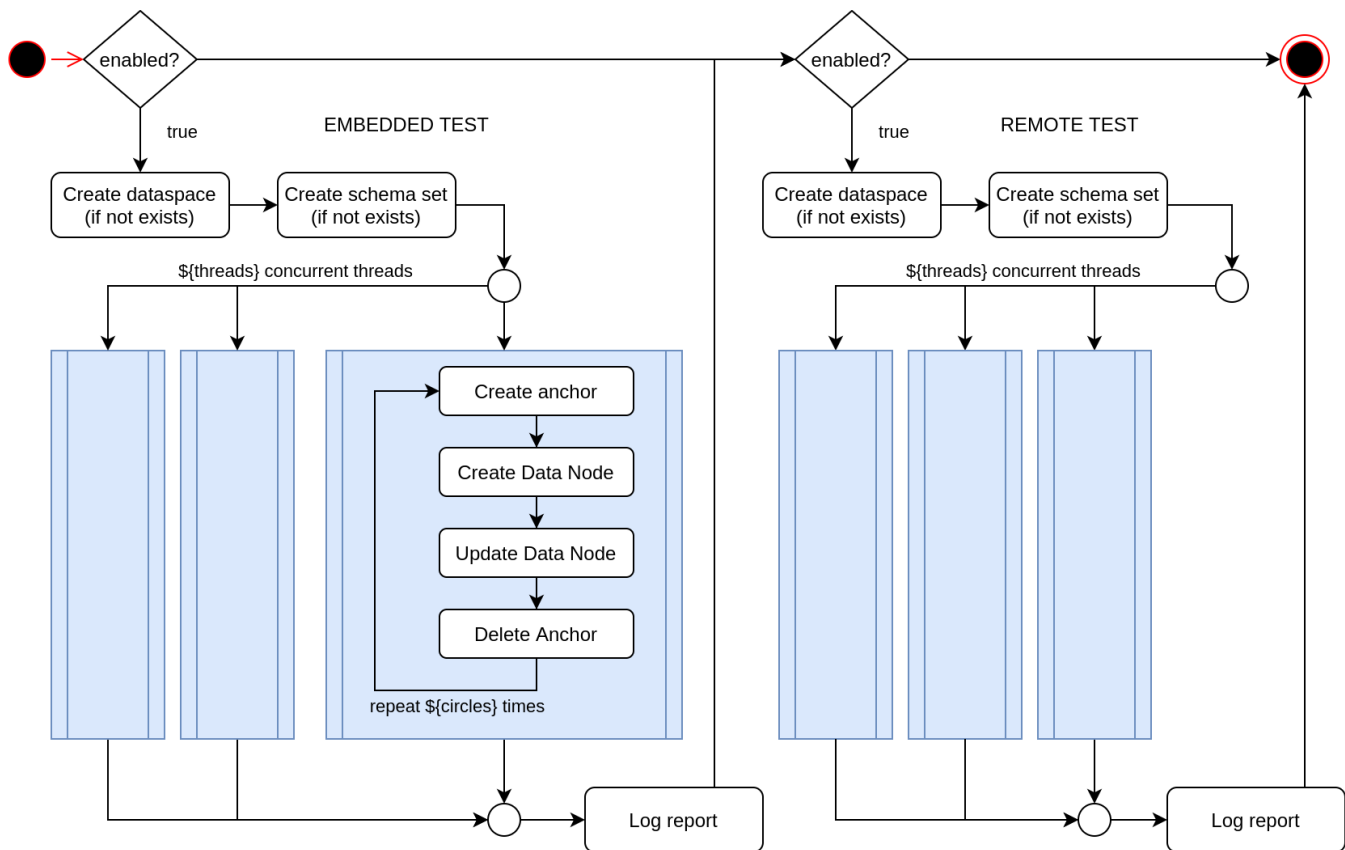 enabled?
enabled?
true
EMBEDDED TEST
true
REMOTE TEST
Create dataspace
(if not exists)
Create schema set
(if not exists)
Create dataspace
(if not exists)
Create schema set
(if not exists)
${threads} concurrent threads
${threads} concurrent threads
Create anchor
Create Data Node
Update Data Node
Delete Anchor
repeat ${circles} times
Log report
Log report